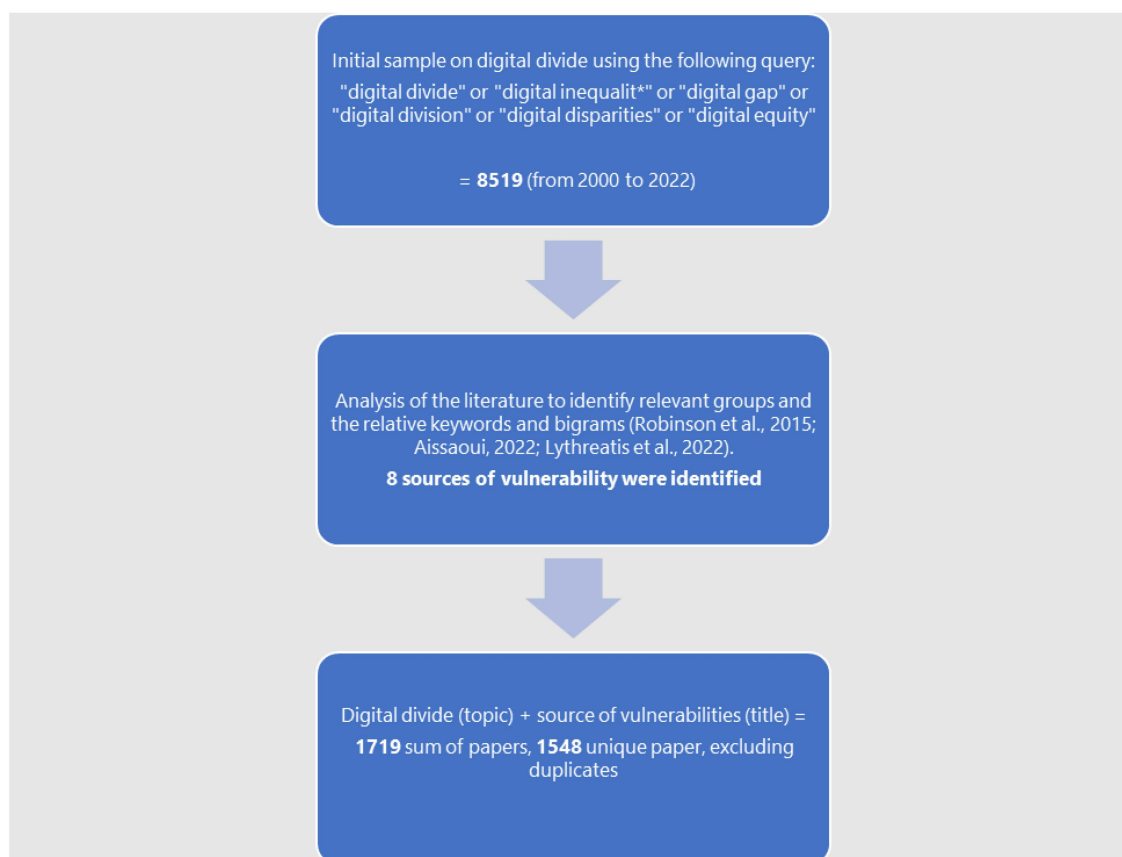 Initial sample on digital divide using the following query:
"digital divide" or "digital inequalit*" or "digital gap" or
"digital division" or "digital disparities" or "digital equity"
= 8519 (from 2000 to 2022)
Analysis of the literature to identify relevant groups and
the relative keywords and bigrams (Robinson et al., 2015;
Aissaoui, 2022; Lythreatis et al., 2022).
8 sources of vulnerability were identified
Digital divide (topic) + source of vulnerabilities (title) =
1719 sum of papers, 1548 unique paper, excluding
duplicates